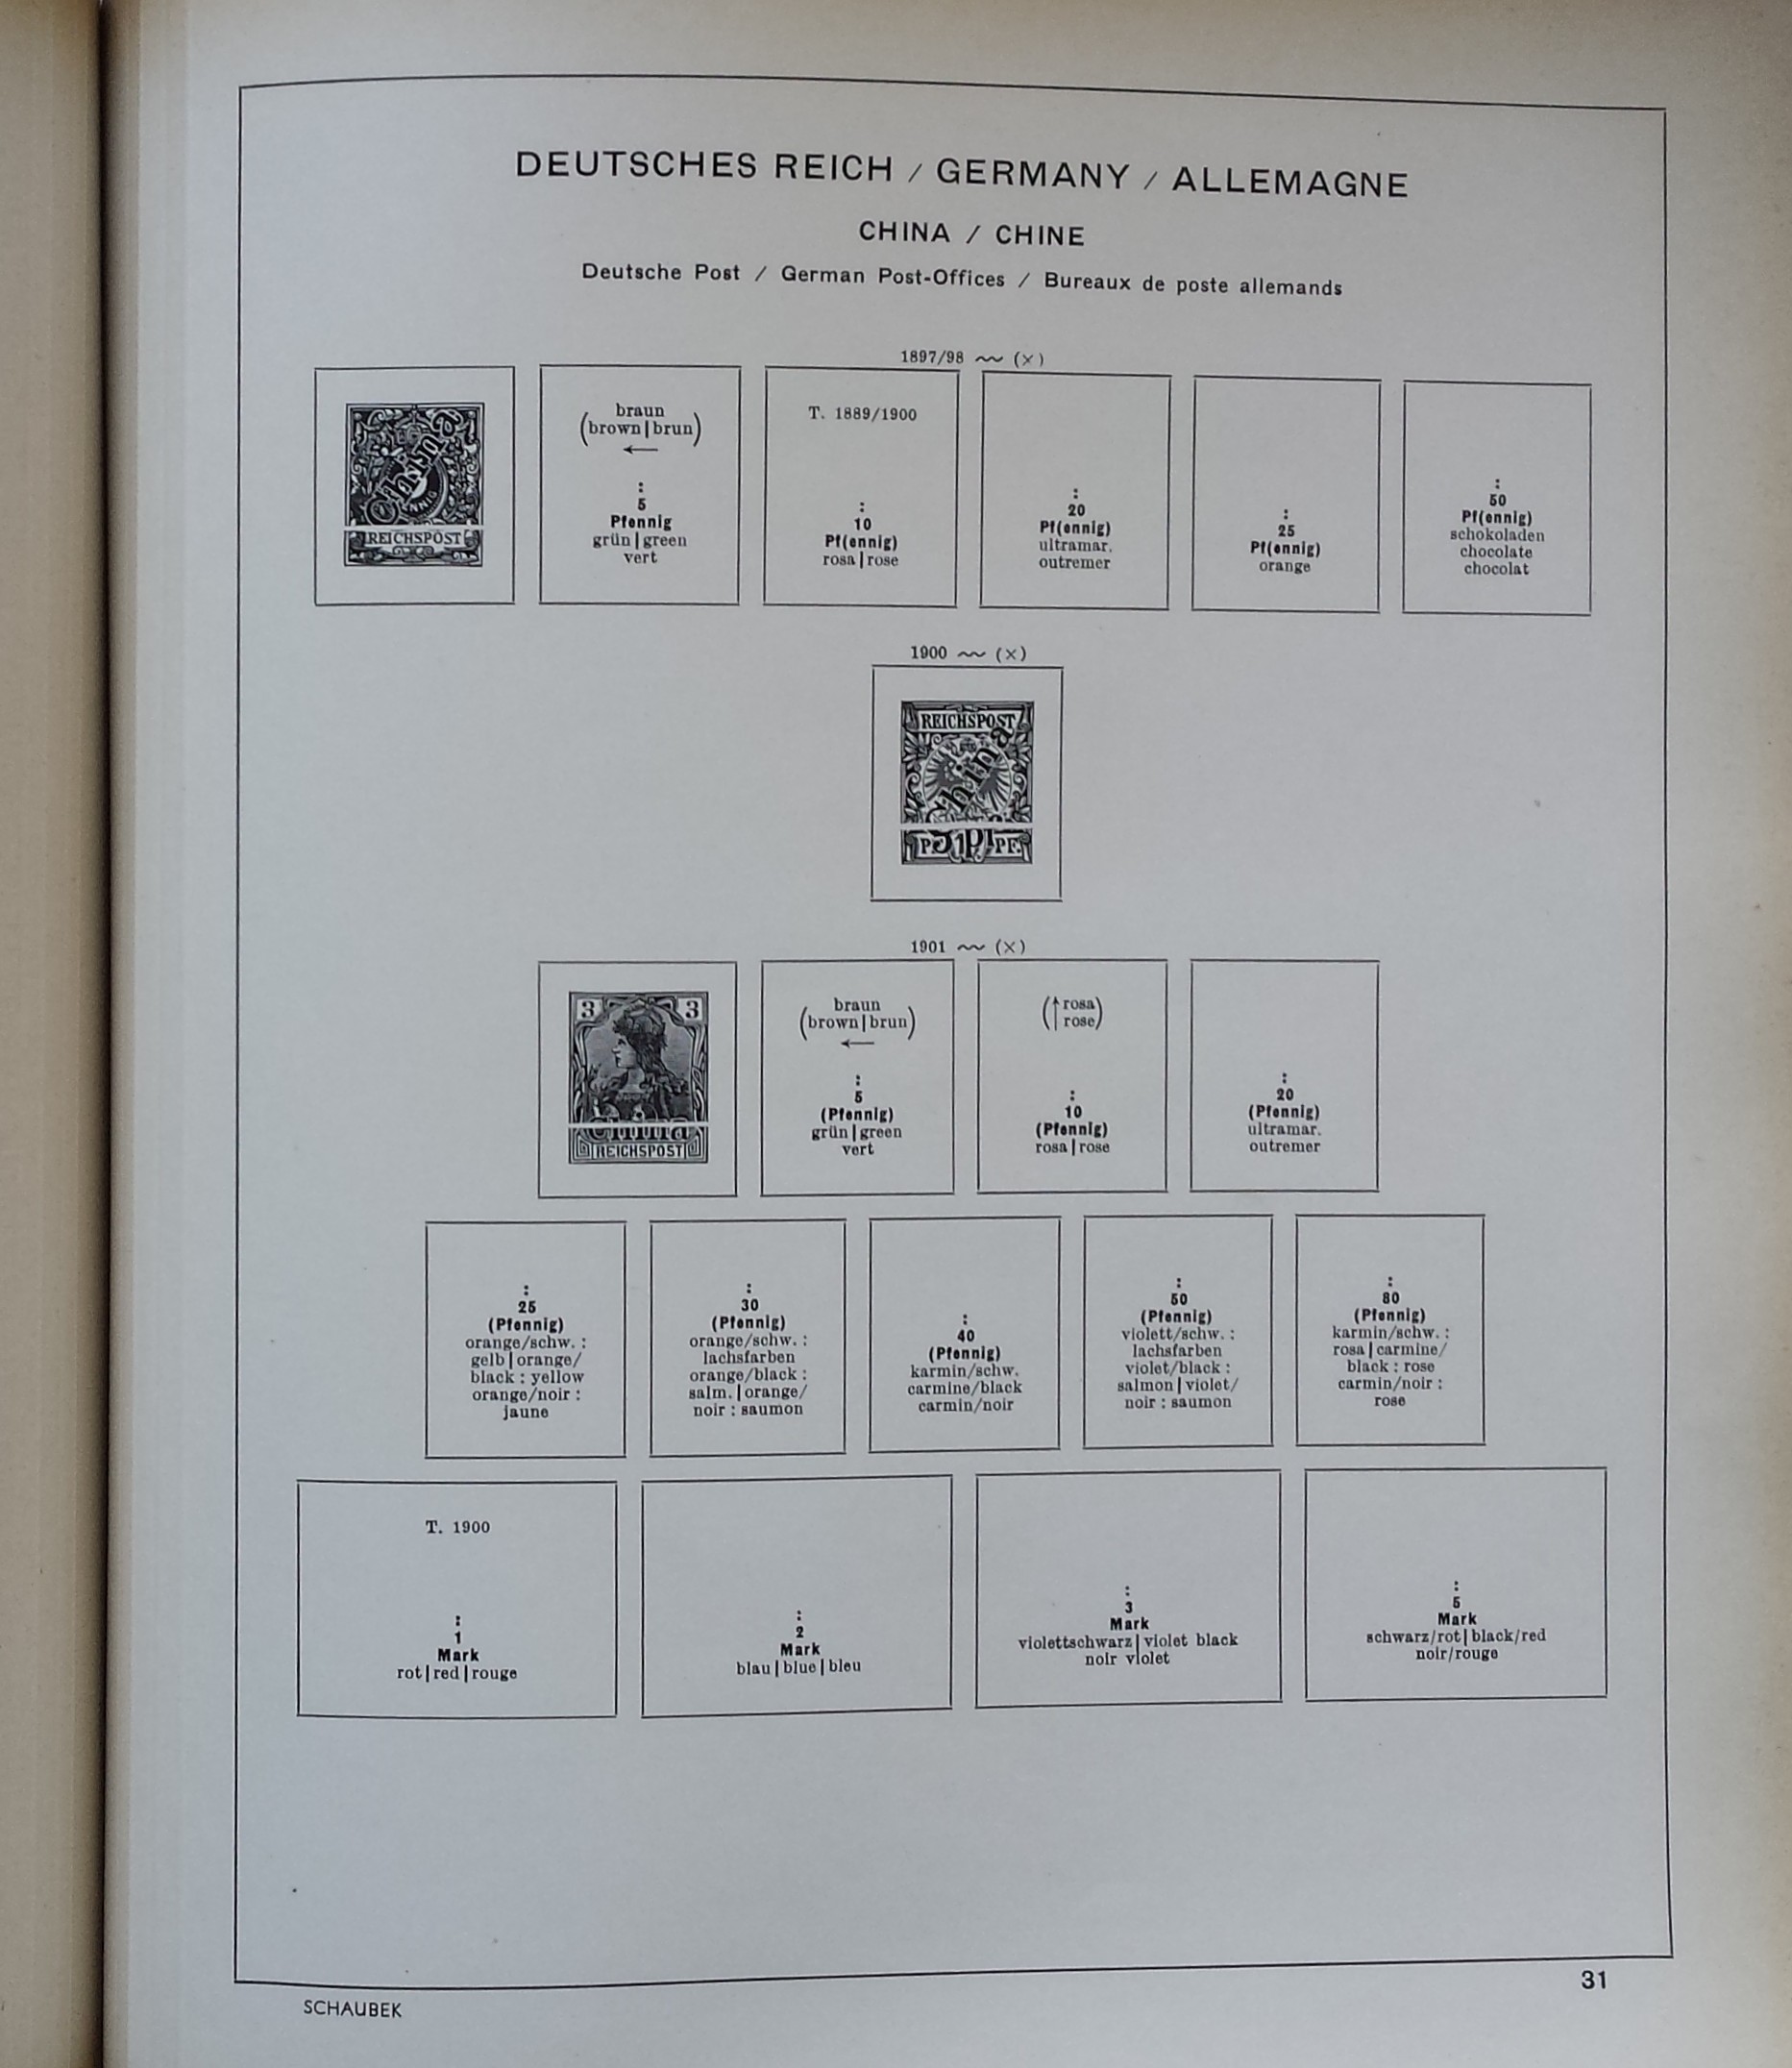 DEUTSCHES REICH / GERMANY / ALLEMAGNE
CHINA / CHINE
Deutsche Post / German Post-Offices / Bureaux de poste allemands
1897/98 ~~ (×)
China
REICHSPOST
braun
(brown|brun)
←
:
5
Pfennig
grün|green
vert
T. 1889/1900
:
10
Pf(ennig)
rosa|rose
:
20
Pf(ennig)
ultramar.
outremer
:
25
Pf(ennig)
orange
:
50
Pf(ennig)
schokoladen
chocolate
chocolat
1900 ~~ (×)
REICHSPOST
China
5 pf
PF.
1901 ~~ (×)
3 3
China
REICHSPOST
braun
(brown|brun)
←
:
5
(Pfennig)
grün|green
vert
(↑rosa
rose)
:
10
(Pfennig)
rosa|rose
:
20
(Pfennig)
ultramar.
outremer
:
25
(Pfennig)
orange/schw. :
gelb|orange/
black : yellow
orange/noir :
jaune
:
30
(Pfennig)
orange/schw. :
lachsfarben
orange/black :
salm.|orange/
noir : saumon
:
40
(Pfennig)
karmin/schw.
carmine/black
carmin/noir
:
50
(Pfennig)
violett/schw. :
lachsfarben
violet/black :
salmon|violet/
noir : saumon
:
80
(Pfennig)
karmin/schw. :
rosa|carmine/
black : rose
carmin/noir :
rose
T. 1900
:
1
Mark
rot|red|rouge
:
2
Mark
blau|blue|bleu
:
3
Mark
violettschwarz|violet black
noir violet
:
5
Mark
schwarz/rot|black/red
noir/rouge
31
SCHAUBEK